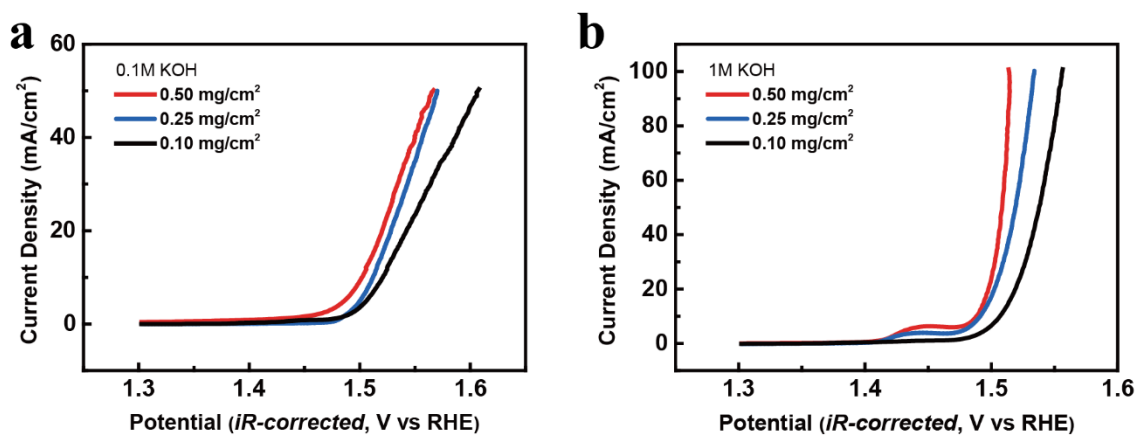 a
60
40
20
0
0.1M KOH
0.50 mg/cm²
0.25 mg/cm²
0.10 mg/cm²
Current Density (mA/cm²)
1.3 1.4 1.5 1.6
Potential (iR-corrected, V vs RHE)
b
100
80
60
40
20
0
1M KOH
0.50 mg/cm²
0.25 mg/cm²
0.10 mg/cm²
Current Density (mA/cm²)
1.3 1.4 1.5 1.6
Potential (iR-corrected, V vs RHE)